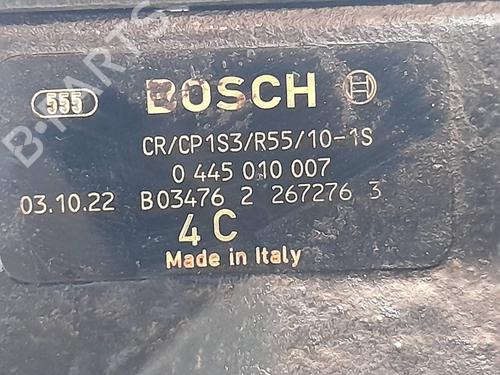 B-PARTS
555 BOSCH
CR/CP1S3/R55/10-1S
0 445 010 007
03.10.22 B03476 2 267276 3
4C
Made in Italy